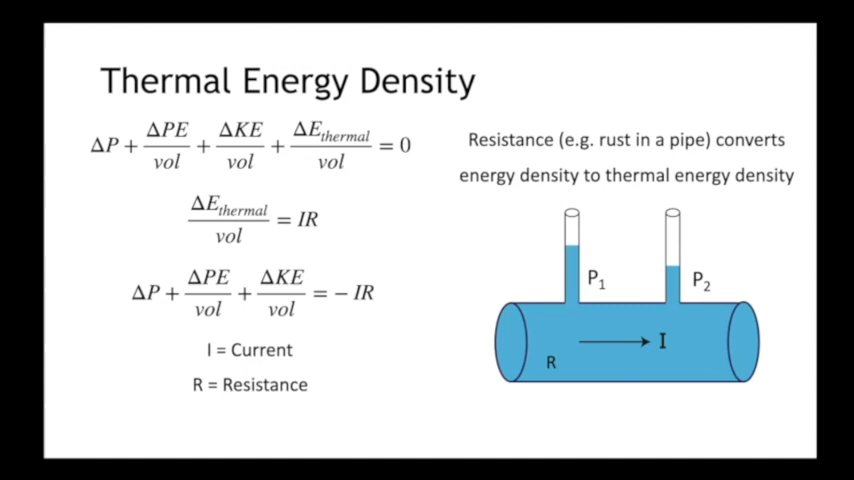 Thermal Energy Density
ΔP + ΔPE/vol + ΔKE/vol + ΔE_thermal/vol = 0
ΔE_thermal/vol = IR
ΔP + ΔPE/vol + ΔKE/vol = − IR
I = Current
R = Resistance
Resistance (e.g. rust in a pipe) converts
energy density to thermal energy density
P₁
P₂
I
R